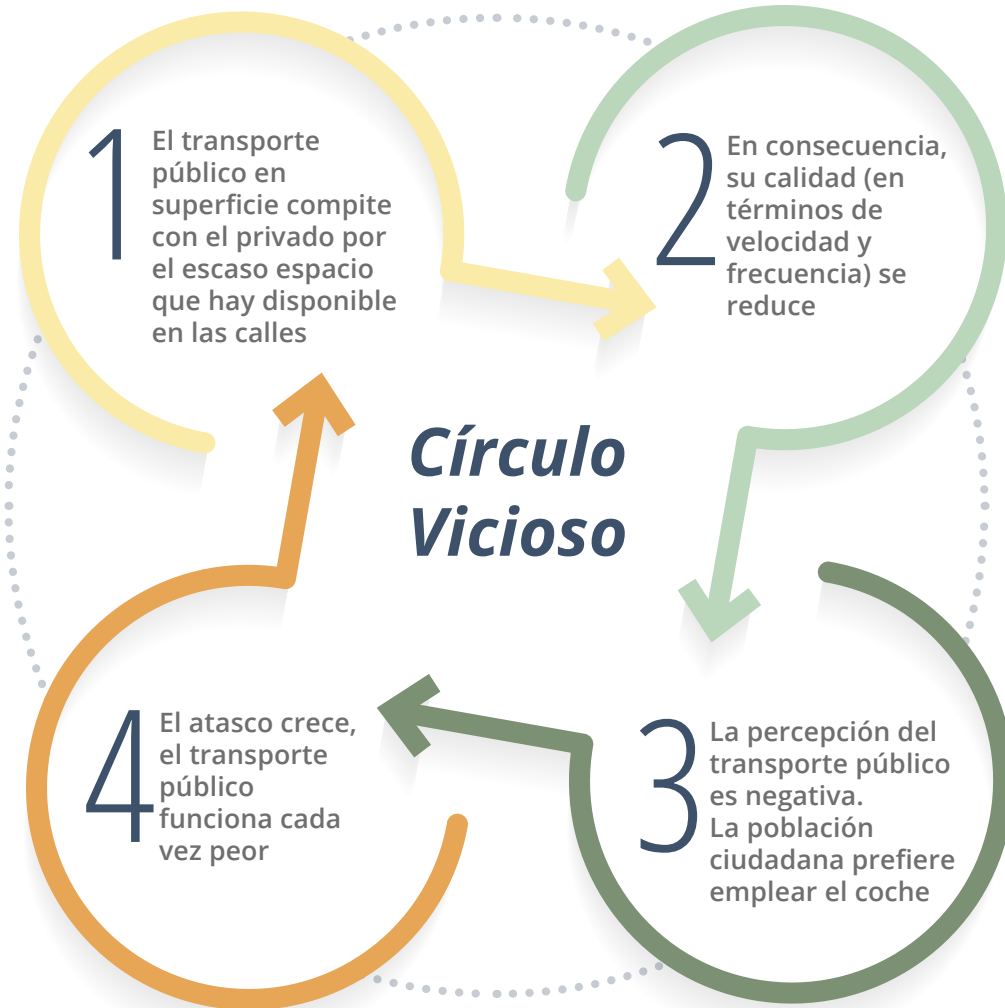 1
El transporte
público en
superficie compite
con el privado por
el escaso espacio
que hay disponible
en las calles
2
En consecuencia,
su calidad (en
términos de
velocidad y
frecuencia) se
reduce
Círculo
Vicioso
3
La percepción del
transporte público
es negativa.
La población
ciudadana prefiere
emplear el coche
4
El atasco crece,
el transporte
público
funciona cada
vez peor